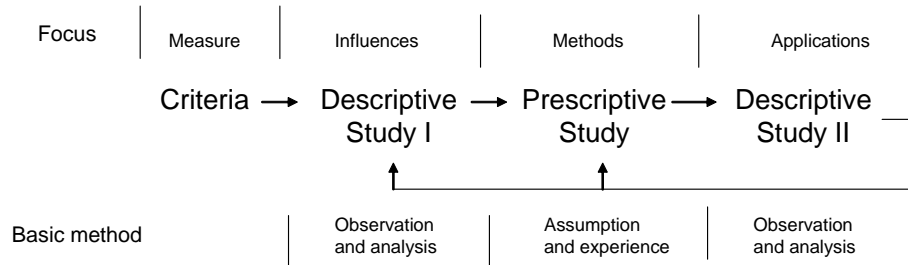 Focus Measure Influences Methods Applications
Criteria Descriptive Prescriptive Descriptive
Study I Study Study II
Observation Assumption Observation
Basic method and analysis and experience and analysis